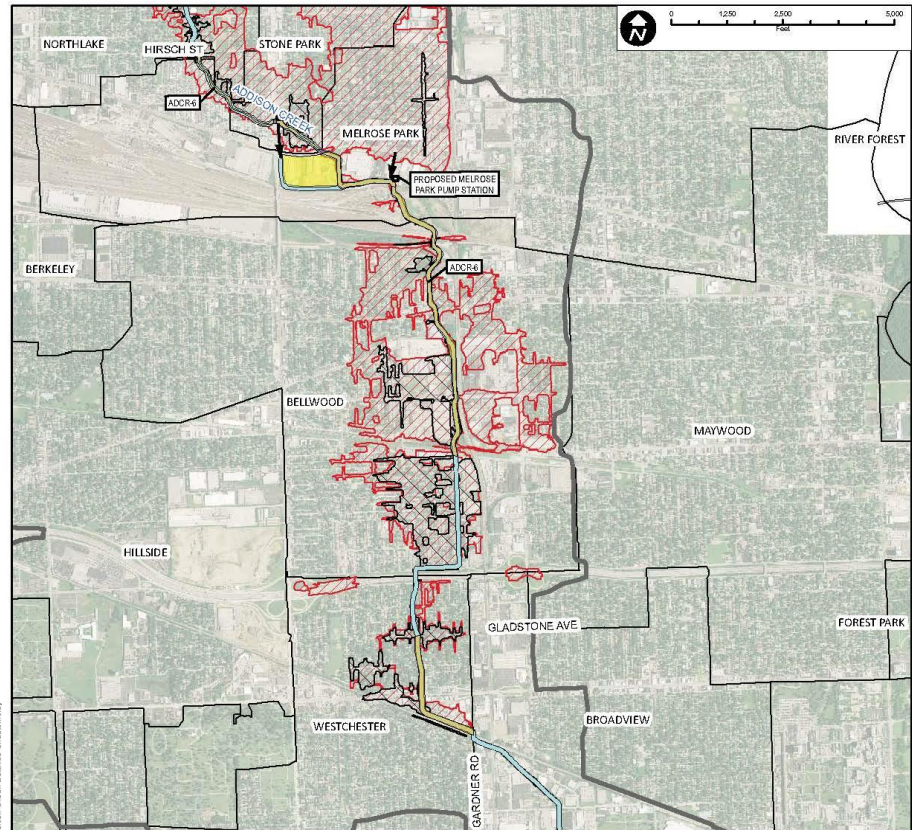 0 1,250 2,500 5,000
Feet
N
NORTHLAKE
HIRSCH ST
STONE PARK
ADCR-6
ADDISON CREEK
MELROSE PARK
RIVER FOREST
PROPOSED MELROSE
PARK PUMP STATION
BERKELEY
ADCR-6
BELLWOOD
MAYWOOD
HILLSIDE
GLADSTONE AVE
FOREST PARK
WESTCHESTER
BROADVIEW
GARDNER RD